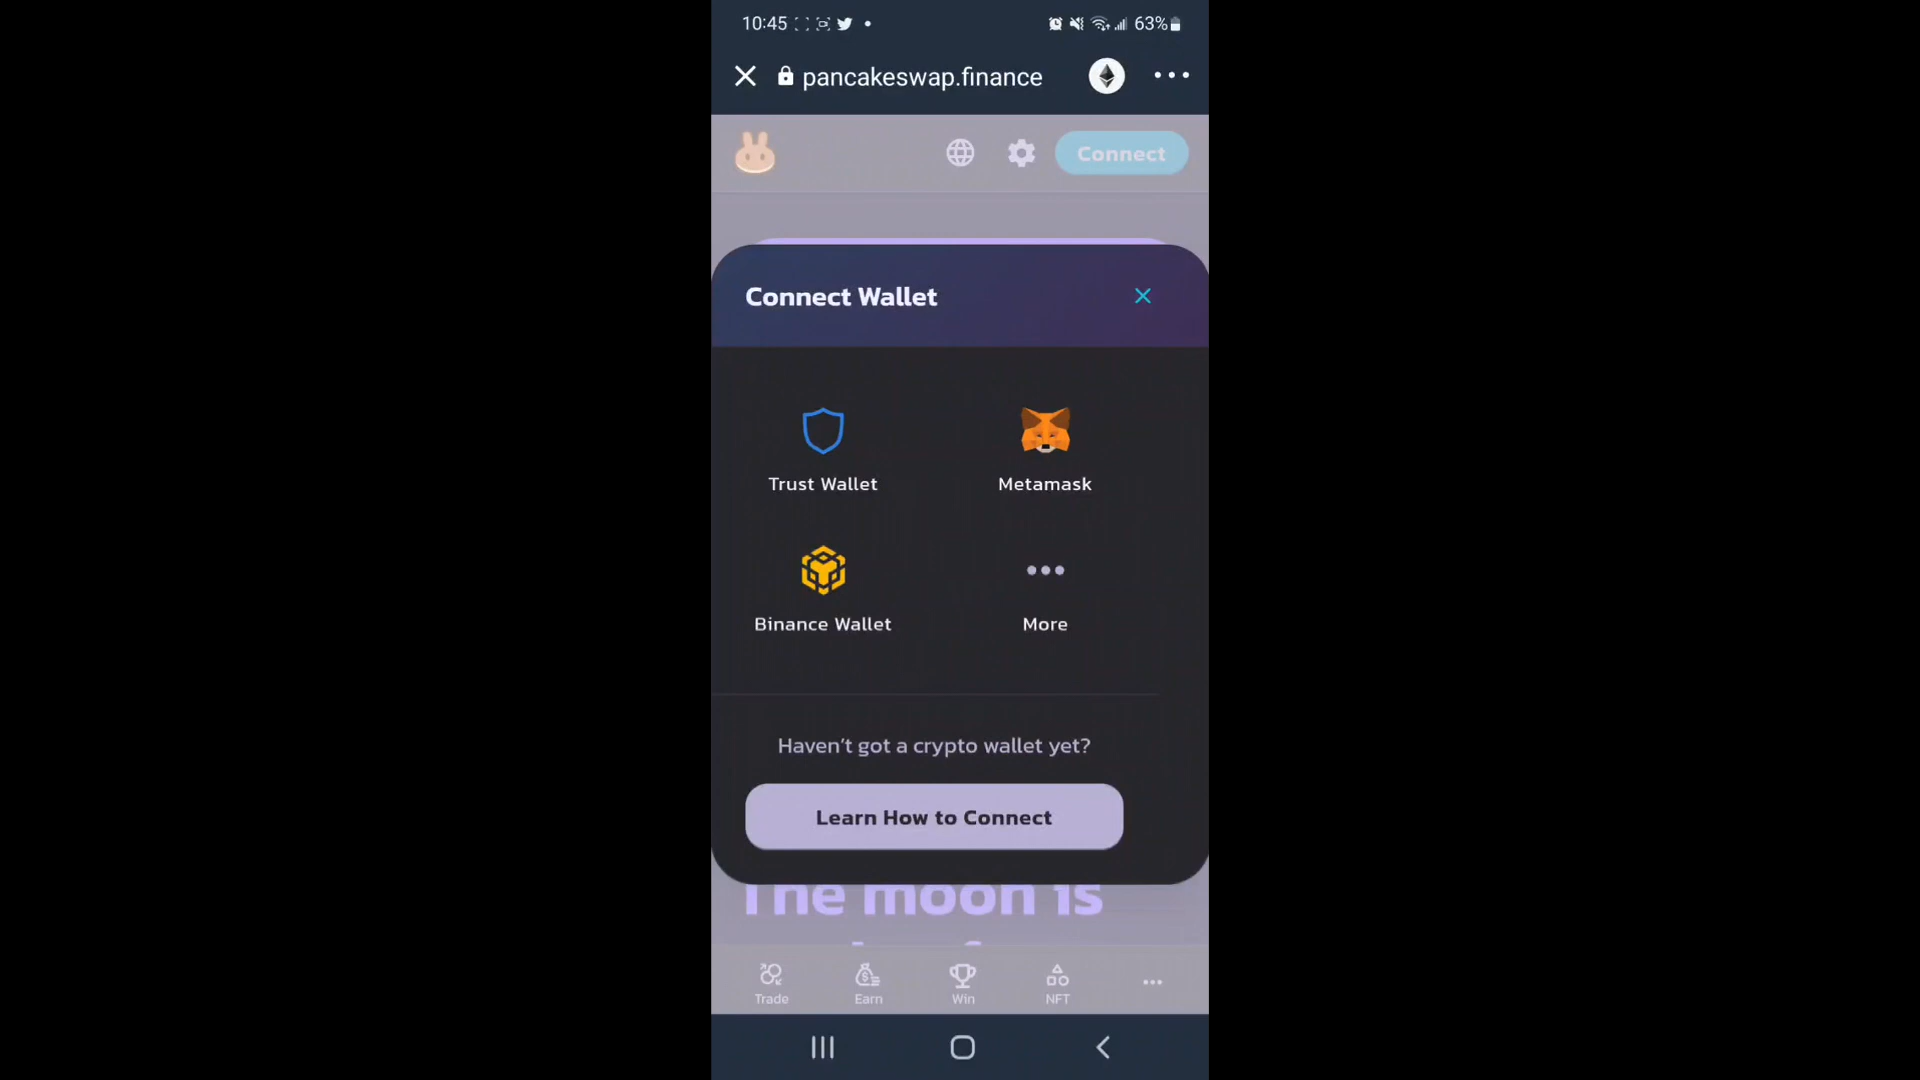 10:45
63%
pancakeswap.finance
Connect
Connect Wallet
Trust Wallet
Metamask
Binance Wallet
More
Haven't got a crypto wallet yet?
Learn How to Connect
The moon is
Trade
Earn
Win
NFT